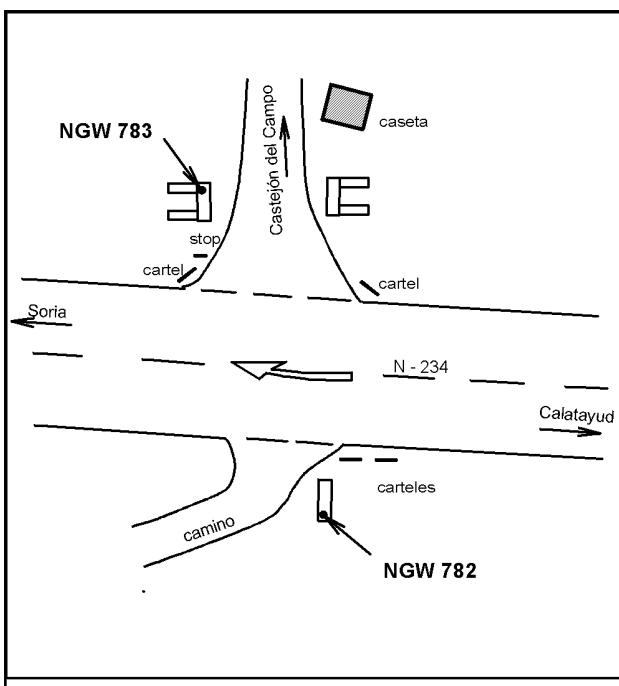 caseta
NGW 783
Castejón del Campo
stop
cartel
cartel
Soria
N - 234
Calatayud
carteles
camino
NGW 782